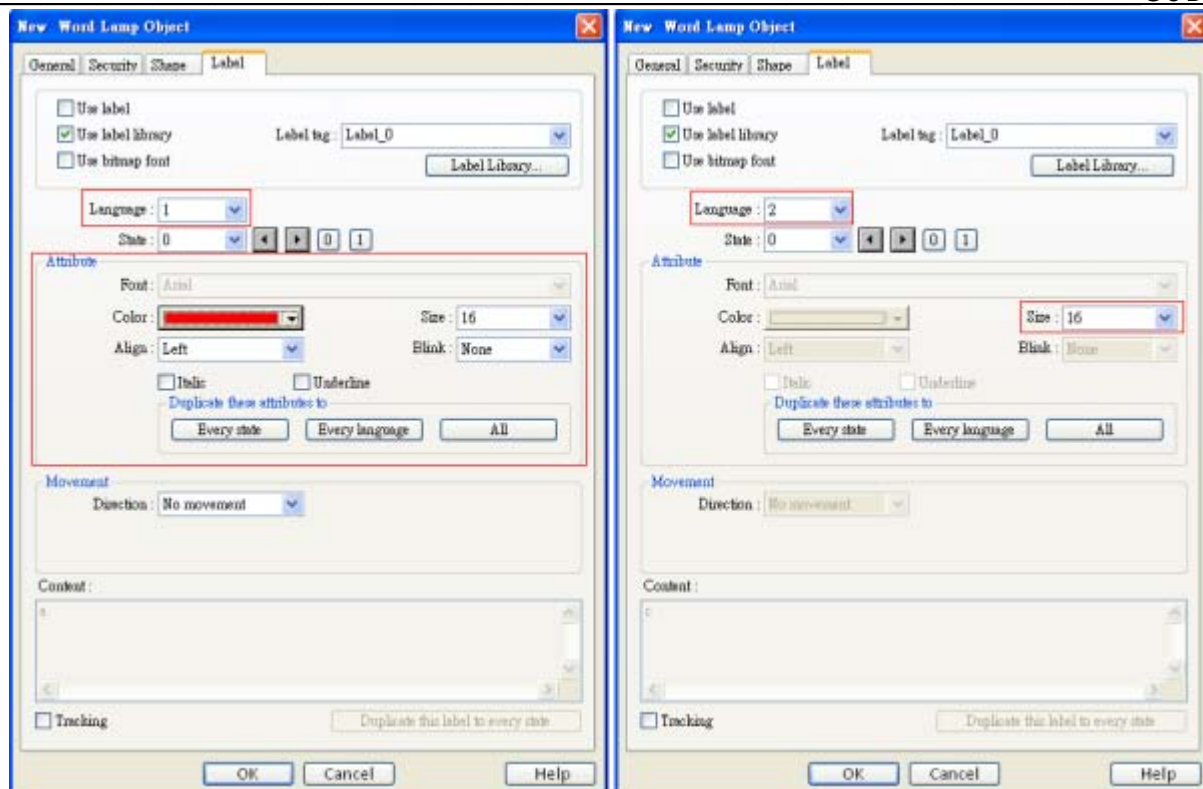 New Word Lamp Object
General Security Shape Label
Use label
Use label library Label tag : Label_0
Use bitmap font Label Library...
Language : 1
State : 0 0 1
Attribute
Font : Arial
Color : Size : 16
Align : Left Blink : None
Italic Underline
Duplicate these attributes to
Every state Every language All
Movement
Direction : No movement
Content :
a
Tracking Duplicate this label to every state
OK Cancel Help
New Word Lamp Object
General Security Shape Label
Use label
Use label library Label tag : Label_0
Use bitmap font Label Library...
Language : 2
State : 0 0 1
Attribute
Font : Arial
Color : Size : 16
Align : Left Blink : None
Italic Underline
Duplicate these attributes to
Every state Every language All
Movement
Direction : No movement
Content :
c
Tracking Duplicate this label to every state
OK Cancel Help